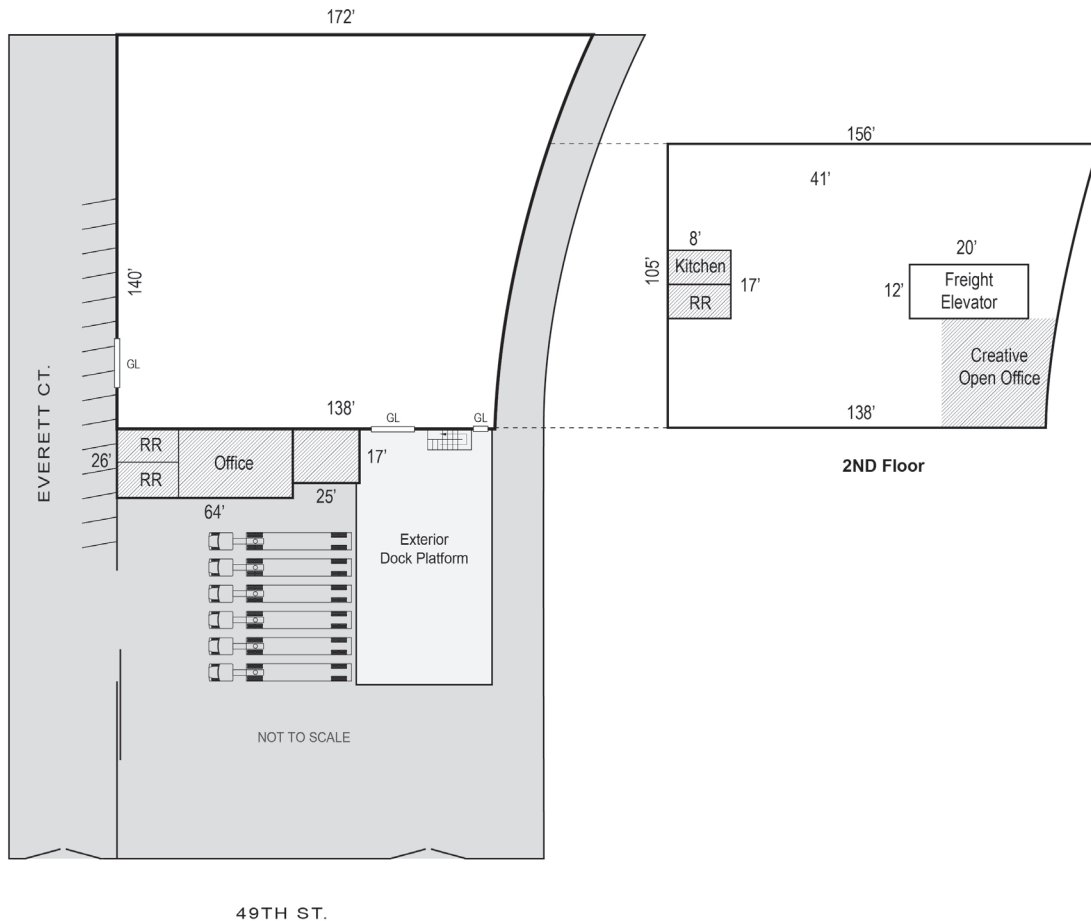 172’
156’
41’
8’
20’
140’
105’
Kitchen
17’
12’
Freight
Elevator
RR
GL
Creative
Open Office
138’
GL
GL
138’
RR
26’
Office
17’
RR
2ND Floor
EVERETT CT.
25’
64’
Exterior
Dock Platform
NOT TO SCALE
49TH ST.